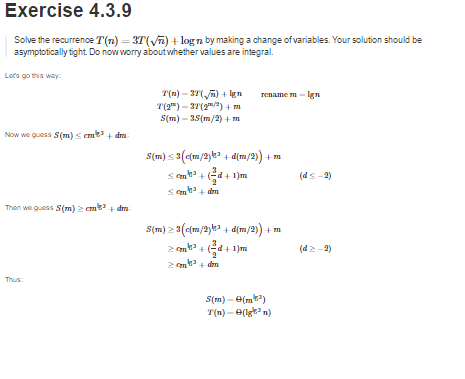 Exercise 4.3.9
Solve the recurrence T(n) = 3T(√n) + log n by making a change of variables. Your solution should be
asymptotically tight. Do now worry about whether values are integral.
Let's go this way:
T(n) = 3T(√n) + lg n rename m = lg n
T(2^m) = 3T(2^{m/2}) + m
S(m) = 3S(m/2) + m
Now we guess S(m) ≤ cm^{lg 3} + dm:
S(m) ≤ 3(c(m/2)^{lg 3} + d(m/2)) + m
≤ cm^{lg 3} + (3/2 d + 1)m (d ≤ −2)
≤ cm^{lg 3} + dm
Then we guess S(m) ≥ cm^{lg 3} + dm:
S(m) ≥ 3(c(m/2)^{lg 3} + d(m/2)) + m
≥ cm^{lg 3} + (3/2 d + 1)m (d ≥ −2)
≥ cm^{lg 3} + dm
Thus:
S(m) = Θ(m^{lg 3})
T(n) = Θ(lg^{lg 3} n)